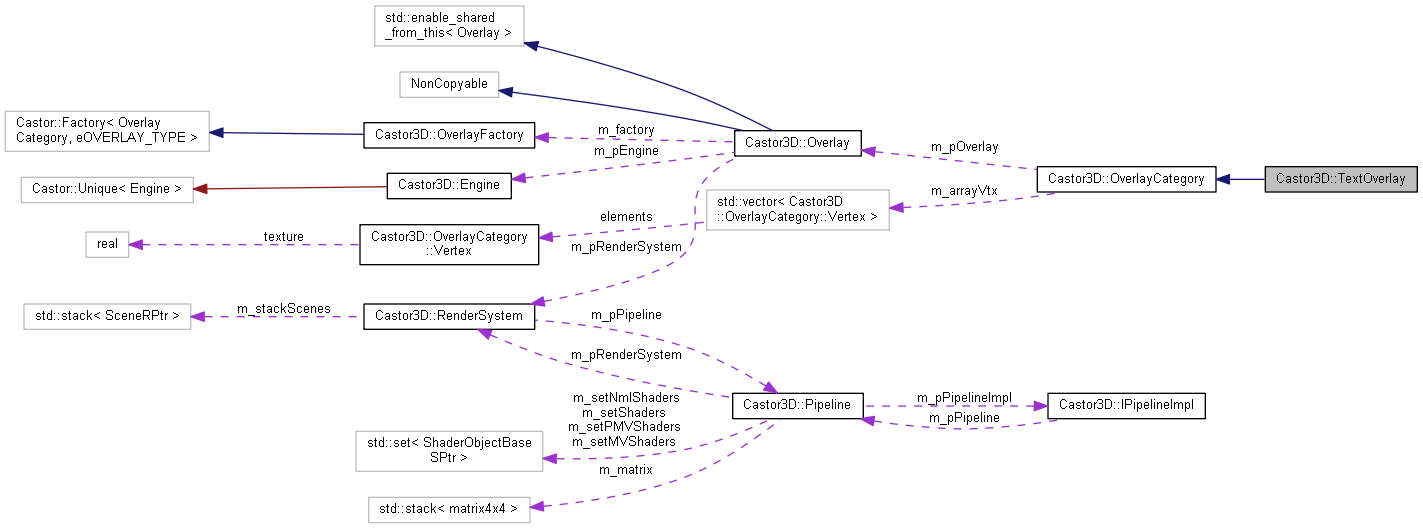 std::enable_shared
_from_this< Overlay >
NonCopyable
Castor::Factory< Overlay
Category, eOVERLAY_TYPE >
Castor3D::OverlayFactory
m_factory
Castor3D::Overlay
m_pOverlay
m_pEngine
Castor::Unique< Engine >
Castor3D::Engine
Castor3D::OverlayCategory
Castor3D::TextOverlay
m_arrayVtx
std::vector< Castor3D
::OverlayCategory::Vertex >
elements
real
texture
Castor3D::OverlayCategory
::Vertex
m_pRenderSystem
std::stack< SceneRPtr >
m_stackScenes
Castor3D::RenderSystem
m_pPipeline
m_pRenderSystem
Castor3D::Pipeline
m_pPipelineImpl
m_pPipeline
Castor3D::IPipelineImpl
m_setNmlShaders
m_setShaders
m_setPMVShaders
m_setMVShaders
std::set< ShaderObjectBase
SPtr >
m_matrix
std::stack< matrix4x4 >